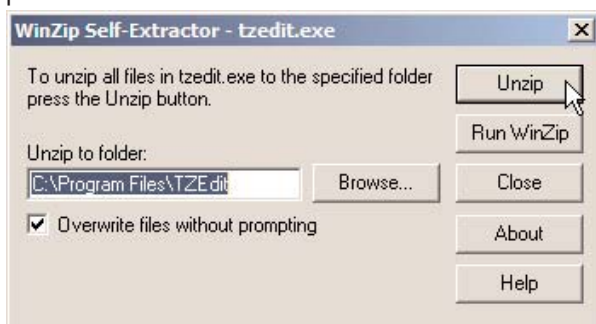 WinZip Self-Extractor - tzedit.exe
To unzip all files in tzedit.exe to the specified folder
press the Unzip button.
Unzip to folder:
C:\Program Files\TZEdit
Browse...
Overwrite files without prompting
Unzip
Run WinZip
Close
About
Help